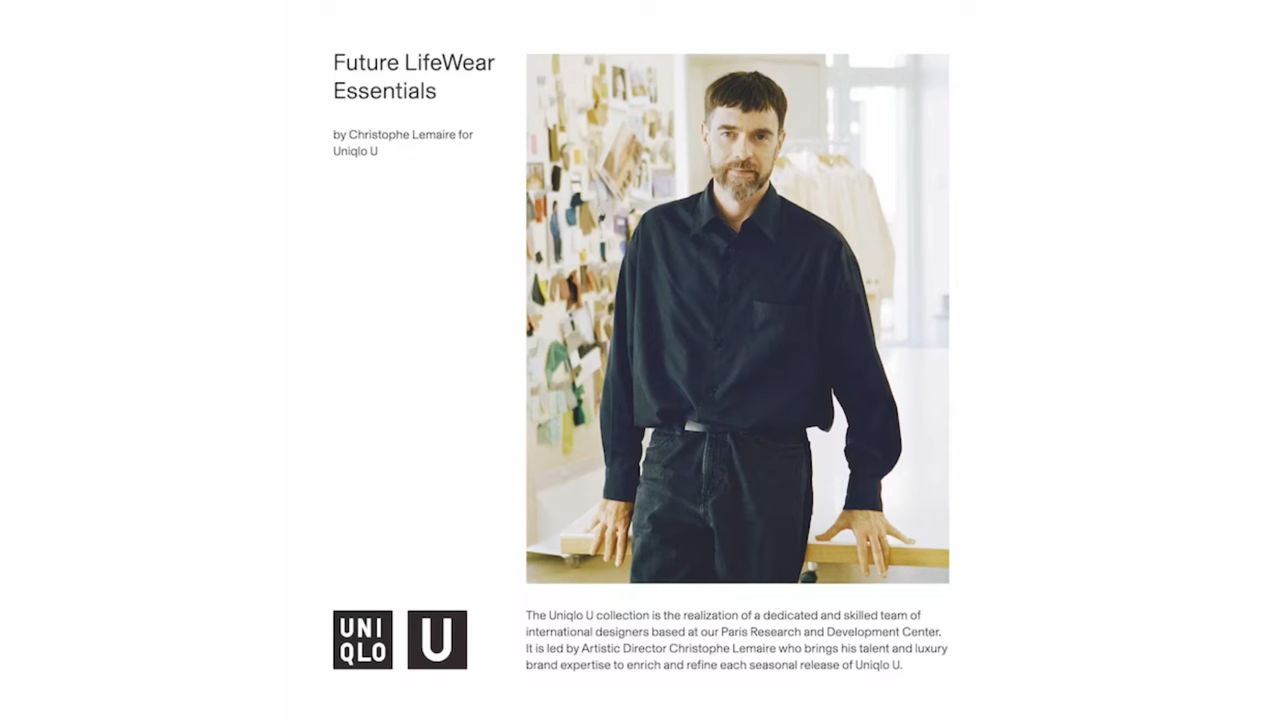 Future LifeWear
Essentials
by Christophe Lemaire for
Uniqlo U
UNI
QLO
U
The Uniqlo U collection is the realization of a dedicated and skilled team of
international designers based at our Paris Research and Development Center.
It is led by Artistic Director Christophe Lemaire who brings his talent and luxury
brand expertise to enrich and refine each seasonal release of Uniqlo U.